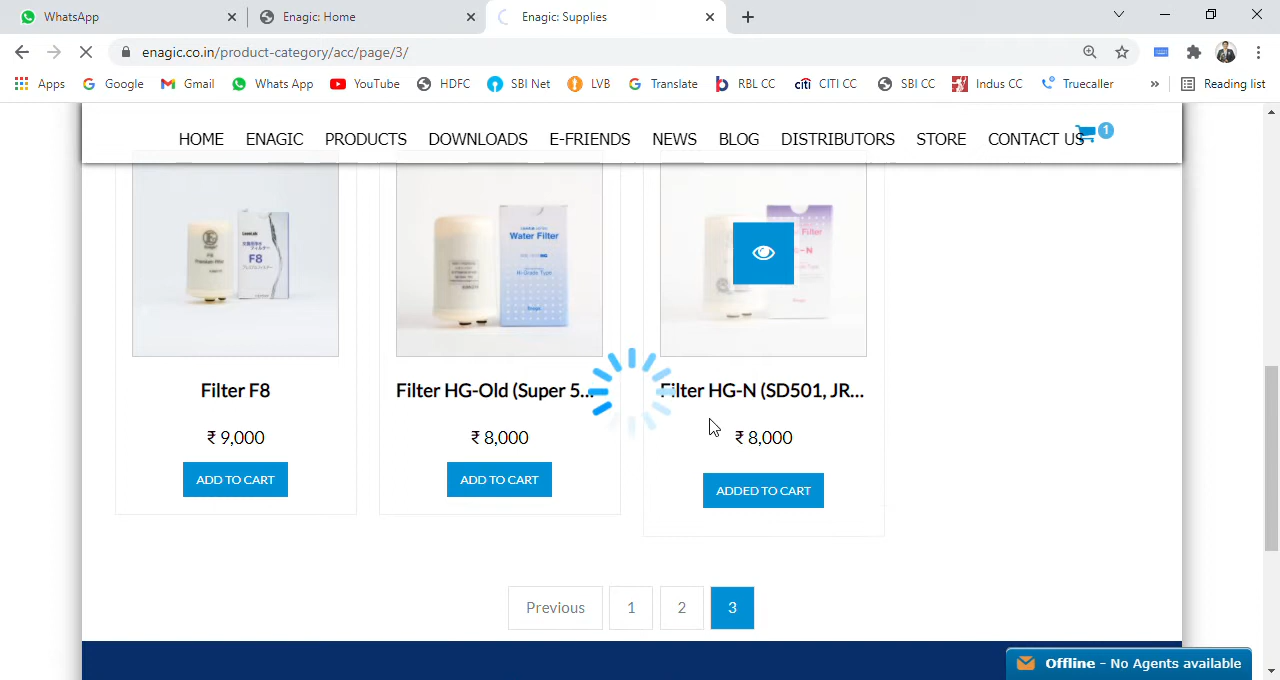 WhatsApp
Enagic: Home
Enagic: Supplies
enagic.co.in/product-category/acc/page/3/
Apps Google Gmail Whats App YouTube HDFC SBI Net LVB Translate RBL CC citi CITI CC SBI CC Indus CC Truecaller » Reading list
HOME ENAGIC PRODUCTS DOWNLOADS E-FRIENDS NEWS BLOG DISTRIBUTORS STORE CONTACT US 1
F8
Water Filter
Filter F8
₹ 9,000
ADD TO CART
Filter HG-Old (Super 5...
₹ 8,000
ADD TO CART
Filter HG-N (SD501, JR...
₹ 8,000
ADDED TO CART
Previous 1 2 3
Offline - No Agents available